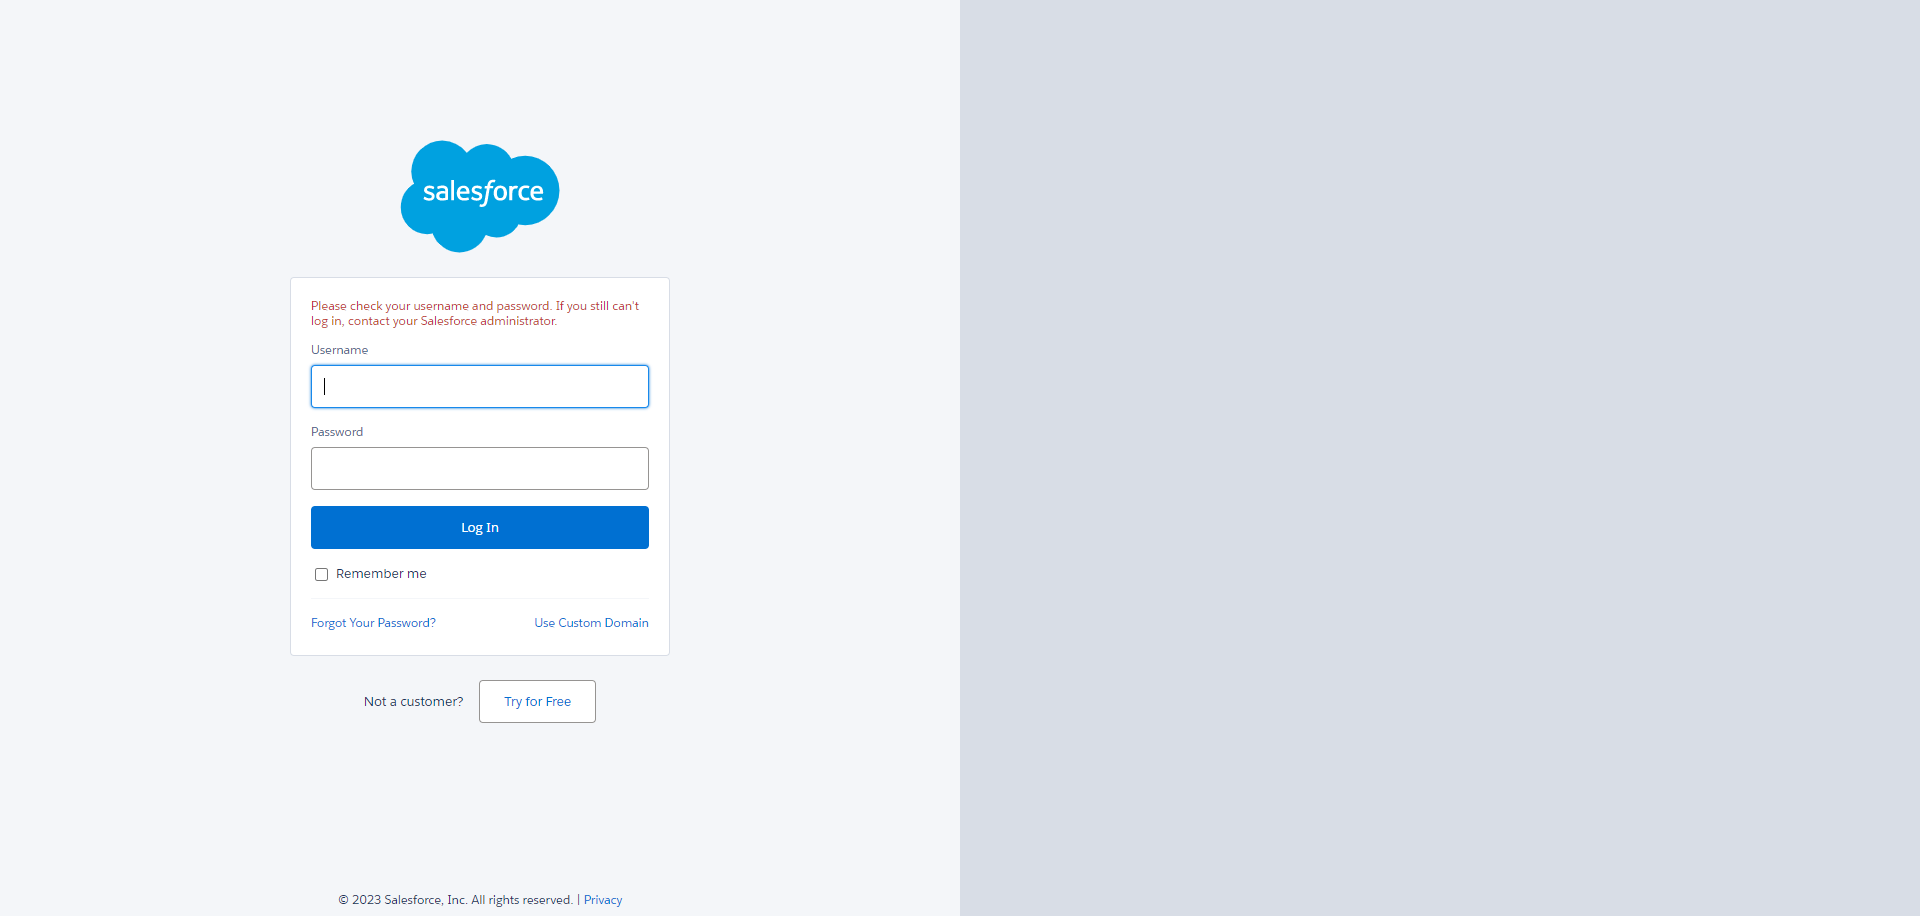 salesforce
Please check your username and password. If you still can't
log in, contact your Salesforce administrator.
Username
Password
Log In
Remember me
Forgot Your Password? Use Custom Domain
Not a customer? Try for Free
© 2023 Salesforce, Inc. All rights reserved. | Privacy